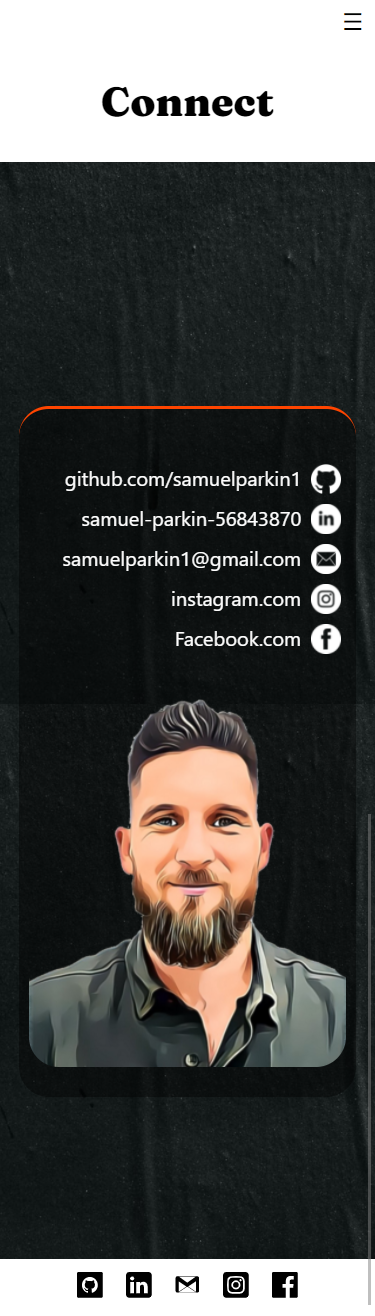 Connect
github.com/samuelparkin1
samuel-parkin-56843870
samuelparkin1@gmail.com
instagram.com
Facebook.com